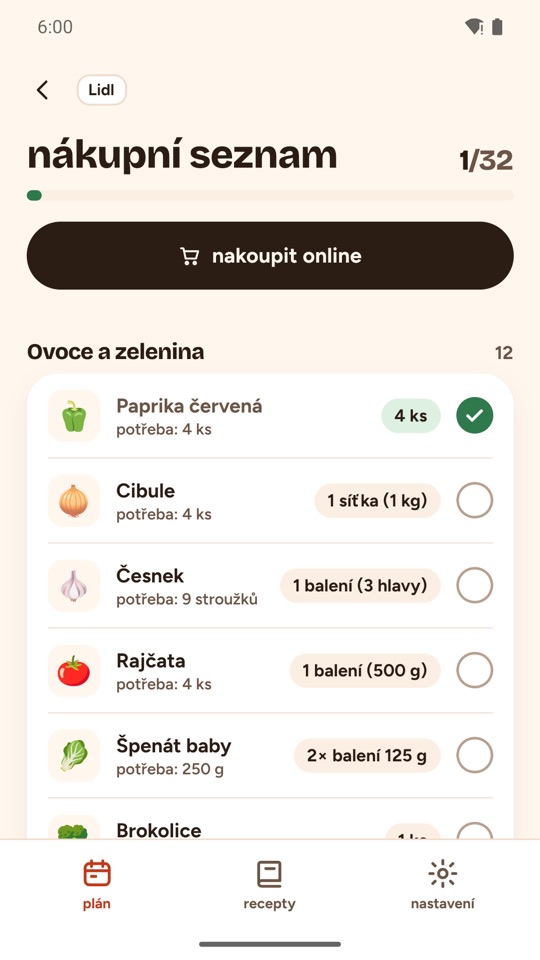 6:00
Lidl
nákupní seznam
1/32
nakoupit online
Ovoce a zelenina
12
Paprika červená
potřeba: 4 ks
4 ks
Cibule
potřeba: 4 ks
1 síťka (1 kg)
Česnek
potřeba: 9 stroužků
1 balení (3 hlavy)
Rajčata
potřeba: 4 ks
1 balení (500 g)
Špenát baby
potřeba: 250 g
2× balení 125 g
Brokolice
1 ks
plán
recepty
nastavení